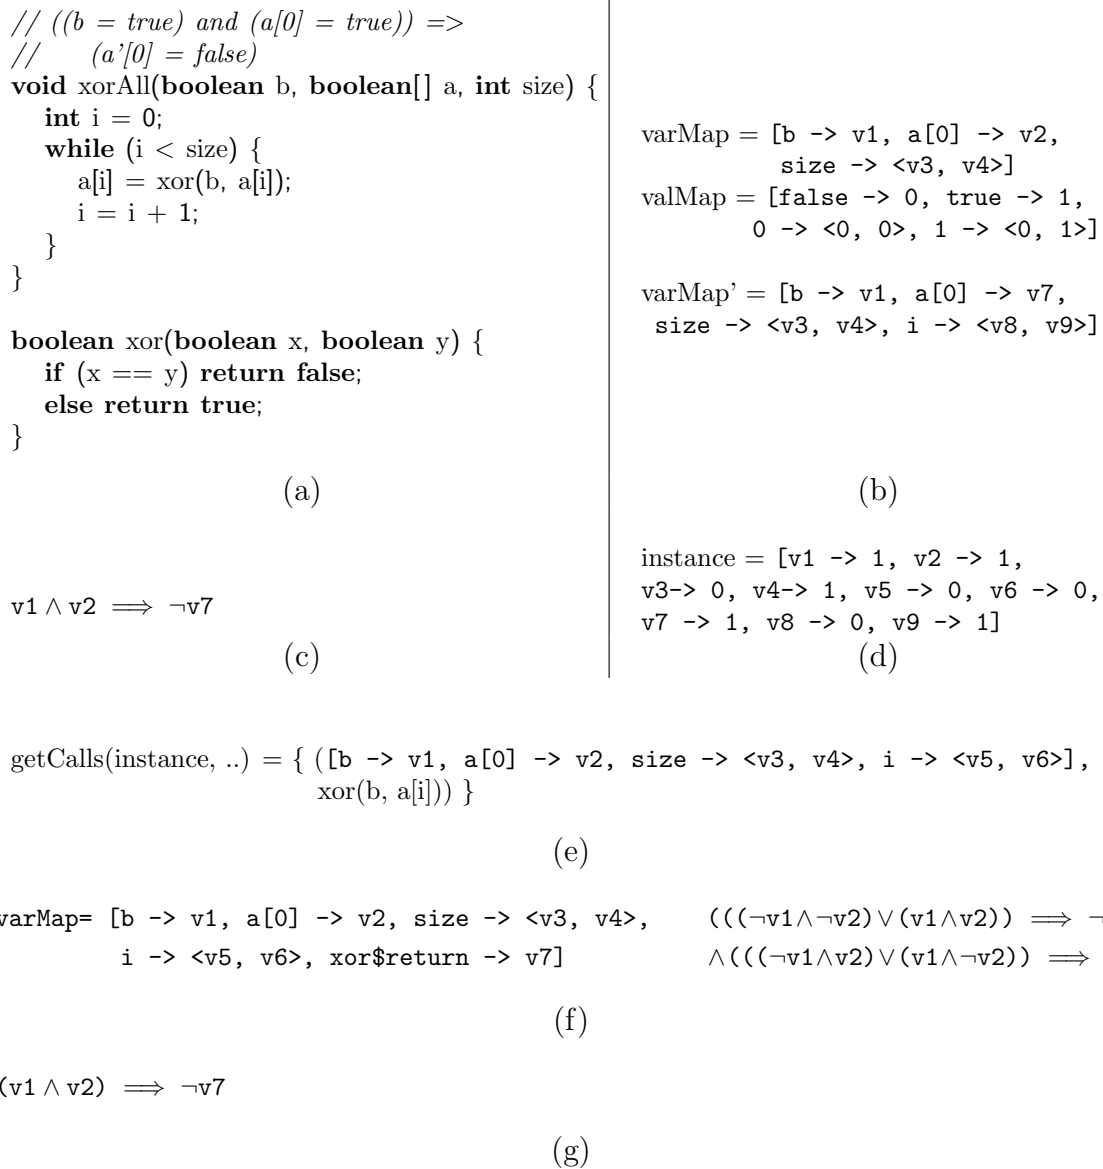 // ((b = true) and (a[0] = true)) =>
// (a’[0] = false)
void xorAll(boolean b, boolean[] a, int size) {
int i = 0;
while (i < size) {
a[i] = xor(b, a[i]);
i = i + 1;
}
}
boolean xor(boolean x, boolean y) {
if (x == y) return false;
else return true;
}
(a)
varMap = [b -> v1, a[0] -> v2,
size -> <v3, v4>]
valMap = [false -> 0, true -> 1,
0 -> <0, 0>, 1 -> <0, 1>]
varMap’ = [b -> v1, a[0] -> v7,
size -> <v3, v4>, i -> <v8, v9>]
(b)
v1 ∧ v2 ⟹ ¬v7
(c)
instance = [v1 -> 1, v2 -> 1,
v3-> 0, v4-> 1, v5 -> 0, v6 -> 0,
v7 -> 1, v8 -> 0, v9 -> 1]
(d)
getCalls(instance, ..) = { ([b -> v1, a[0] -> v2, size -> <v3, v4>, i -> <v5, v6>],
xor(b, a[i])) }
(e)
varMap= [b -> v1, a[0] -> v2, size -> <v3, v4>, (((¬v1∧¬v2)∨(v1∧v2)) ⟹ ¬
i -> <v5, v6>, xor$return -> v7] ∧(((¬v1∧v2)∨(v1∧¬v2)) ⟹
(f)
(v1 ∧ v2) ⟹ ¬v7
(g)